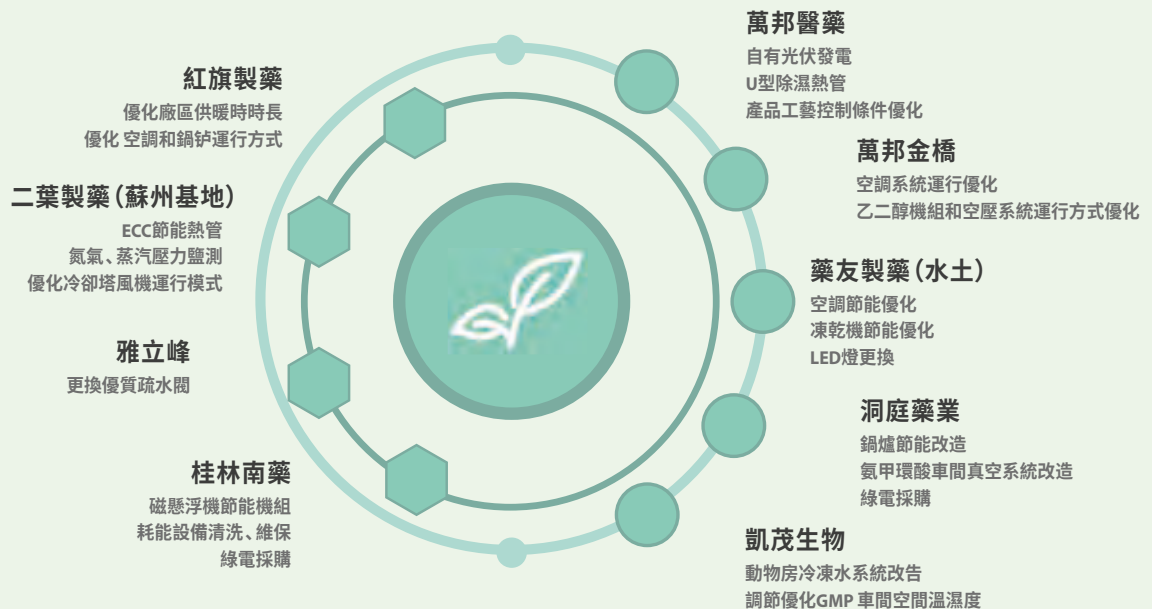 紅旗製藥
優化廠區供暖時時長
優化 空調和鍋铲運行方式
二葉製藥（蘇州基地）
ECC節能熱管
氮氣、蒸汽壓力鹽測
優化冷卻塔風機運行模式
雅立峰
更換優質疏水閥
桂林南藥
磁懸浮機節能機組
耗能設備清洗、維保
綠電採購
萬邦醫藥
自有光伏發電
U型除濕熱管
產品工藝控制條件優化
萬邦金橋
空調系統運行優化
乙二醇機組和空壓系統運行方式優化
藥友製藥（水土）
空調節能優化
凍乾機節能優化
LED燈更換
洞庭藥業
鍋爐節能改造
氨甲環酸車間真空系統改造
綠電採購
凱茂生物
動物房冷凍水系統改告
調節優化GMP 車間空間溫濕度